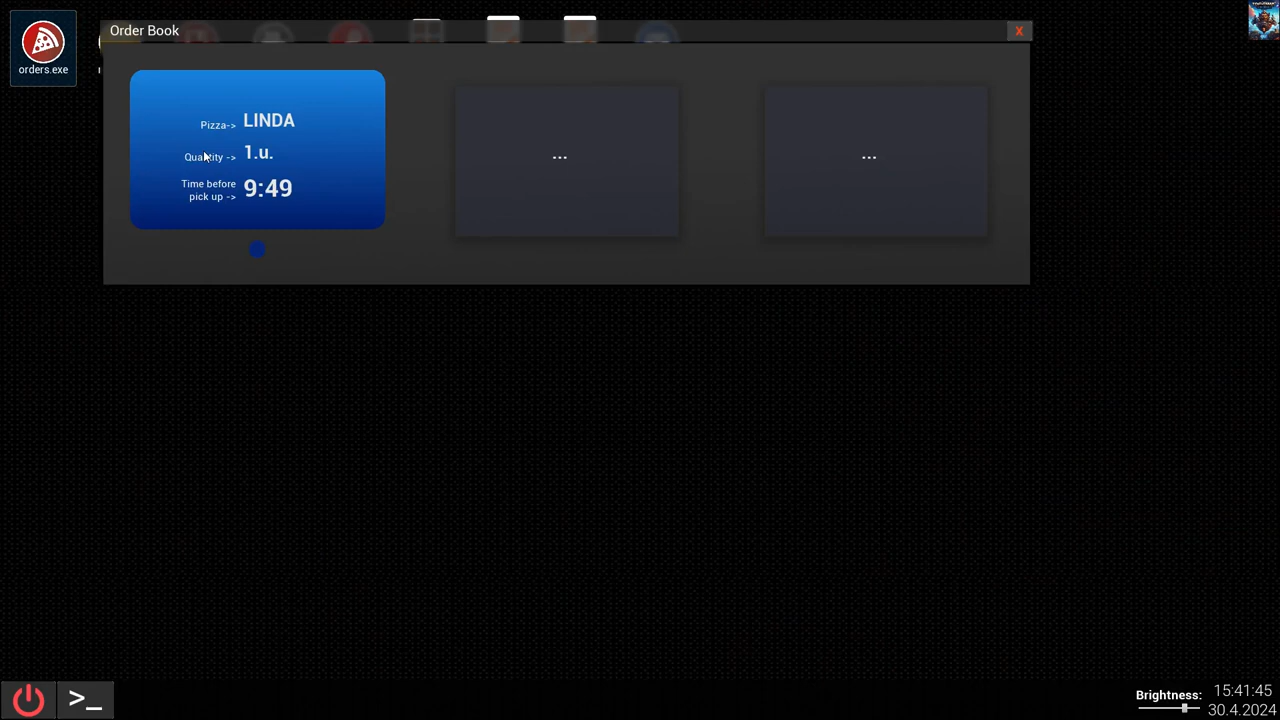 Order Book
X
orders.exe
Pizza-> LINDA
Quantity -> 1.u.
Time before
pick up -> 9:49
...
...
>_
Brightness:
15:41:45
30.4.2024